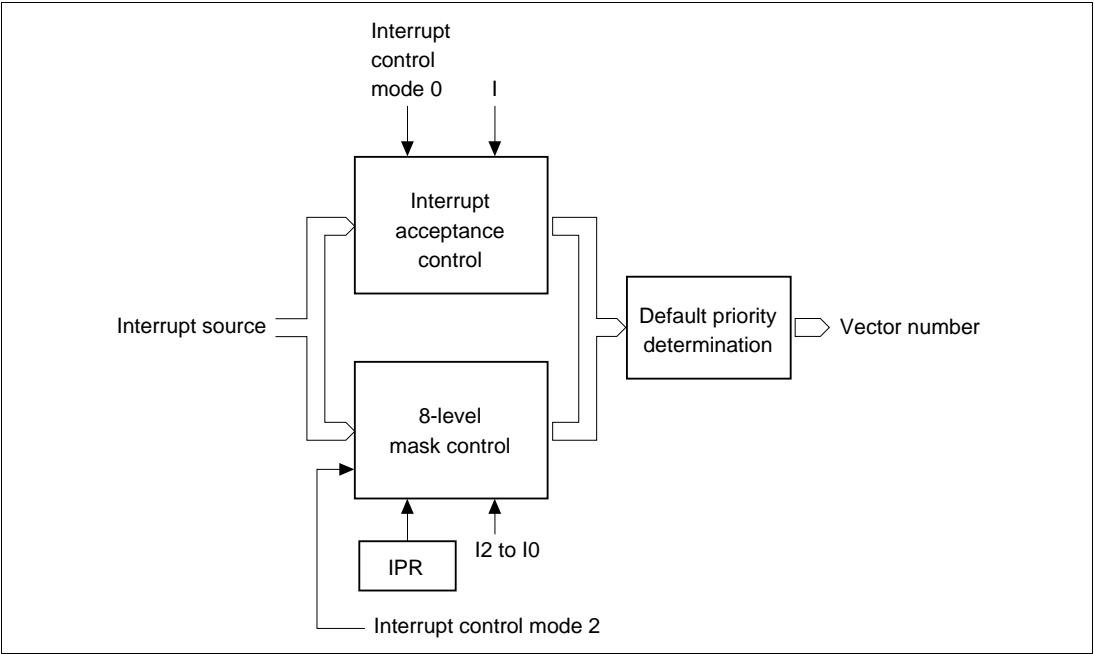 Interrupt
control
mode 0
I
Interrupt
acceptance
control
Interrupt source
Default priority
determination
Vector number
8-level
mask control
I2 to I0
IPR
Interrupt control mode 2